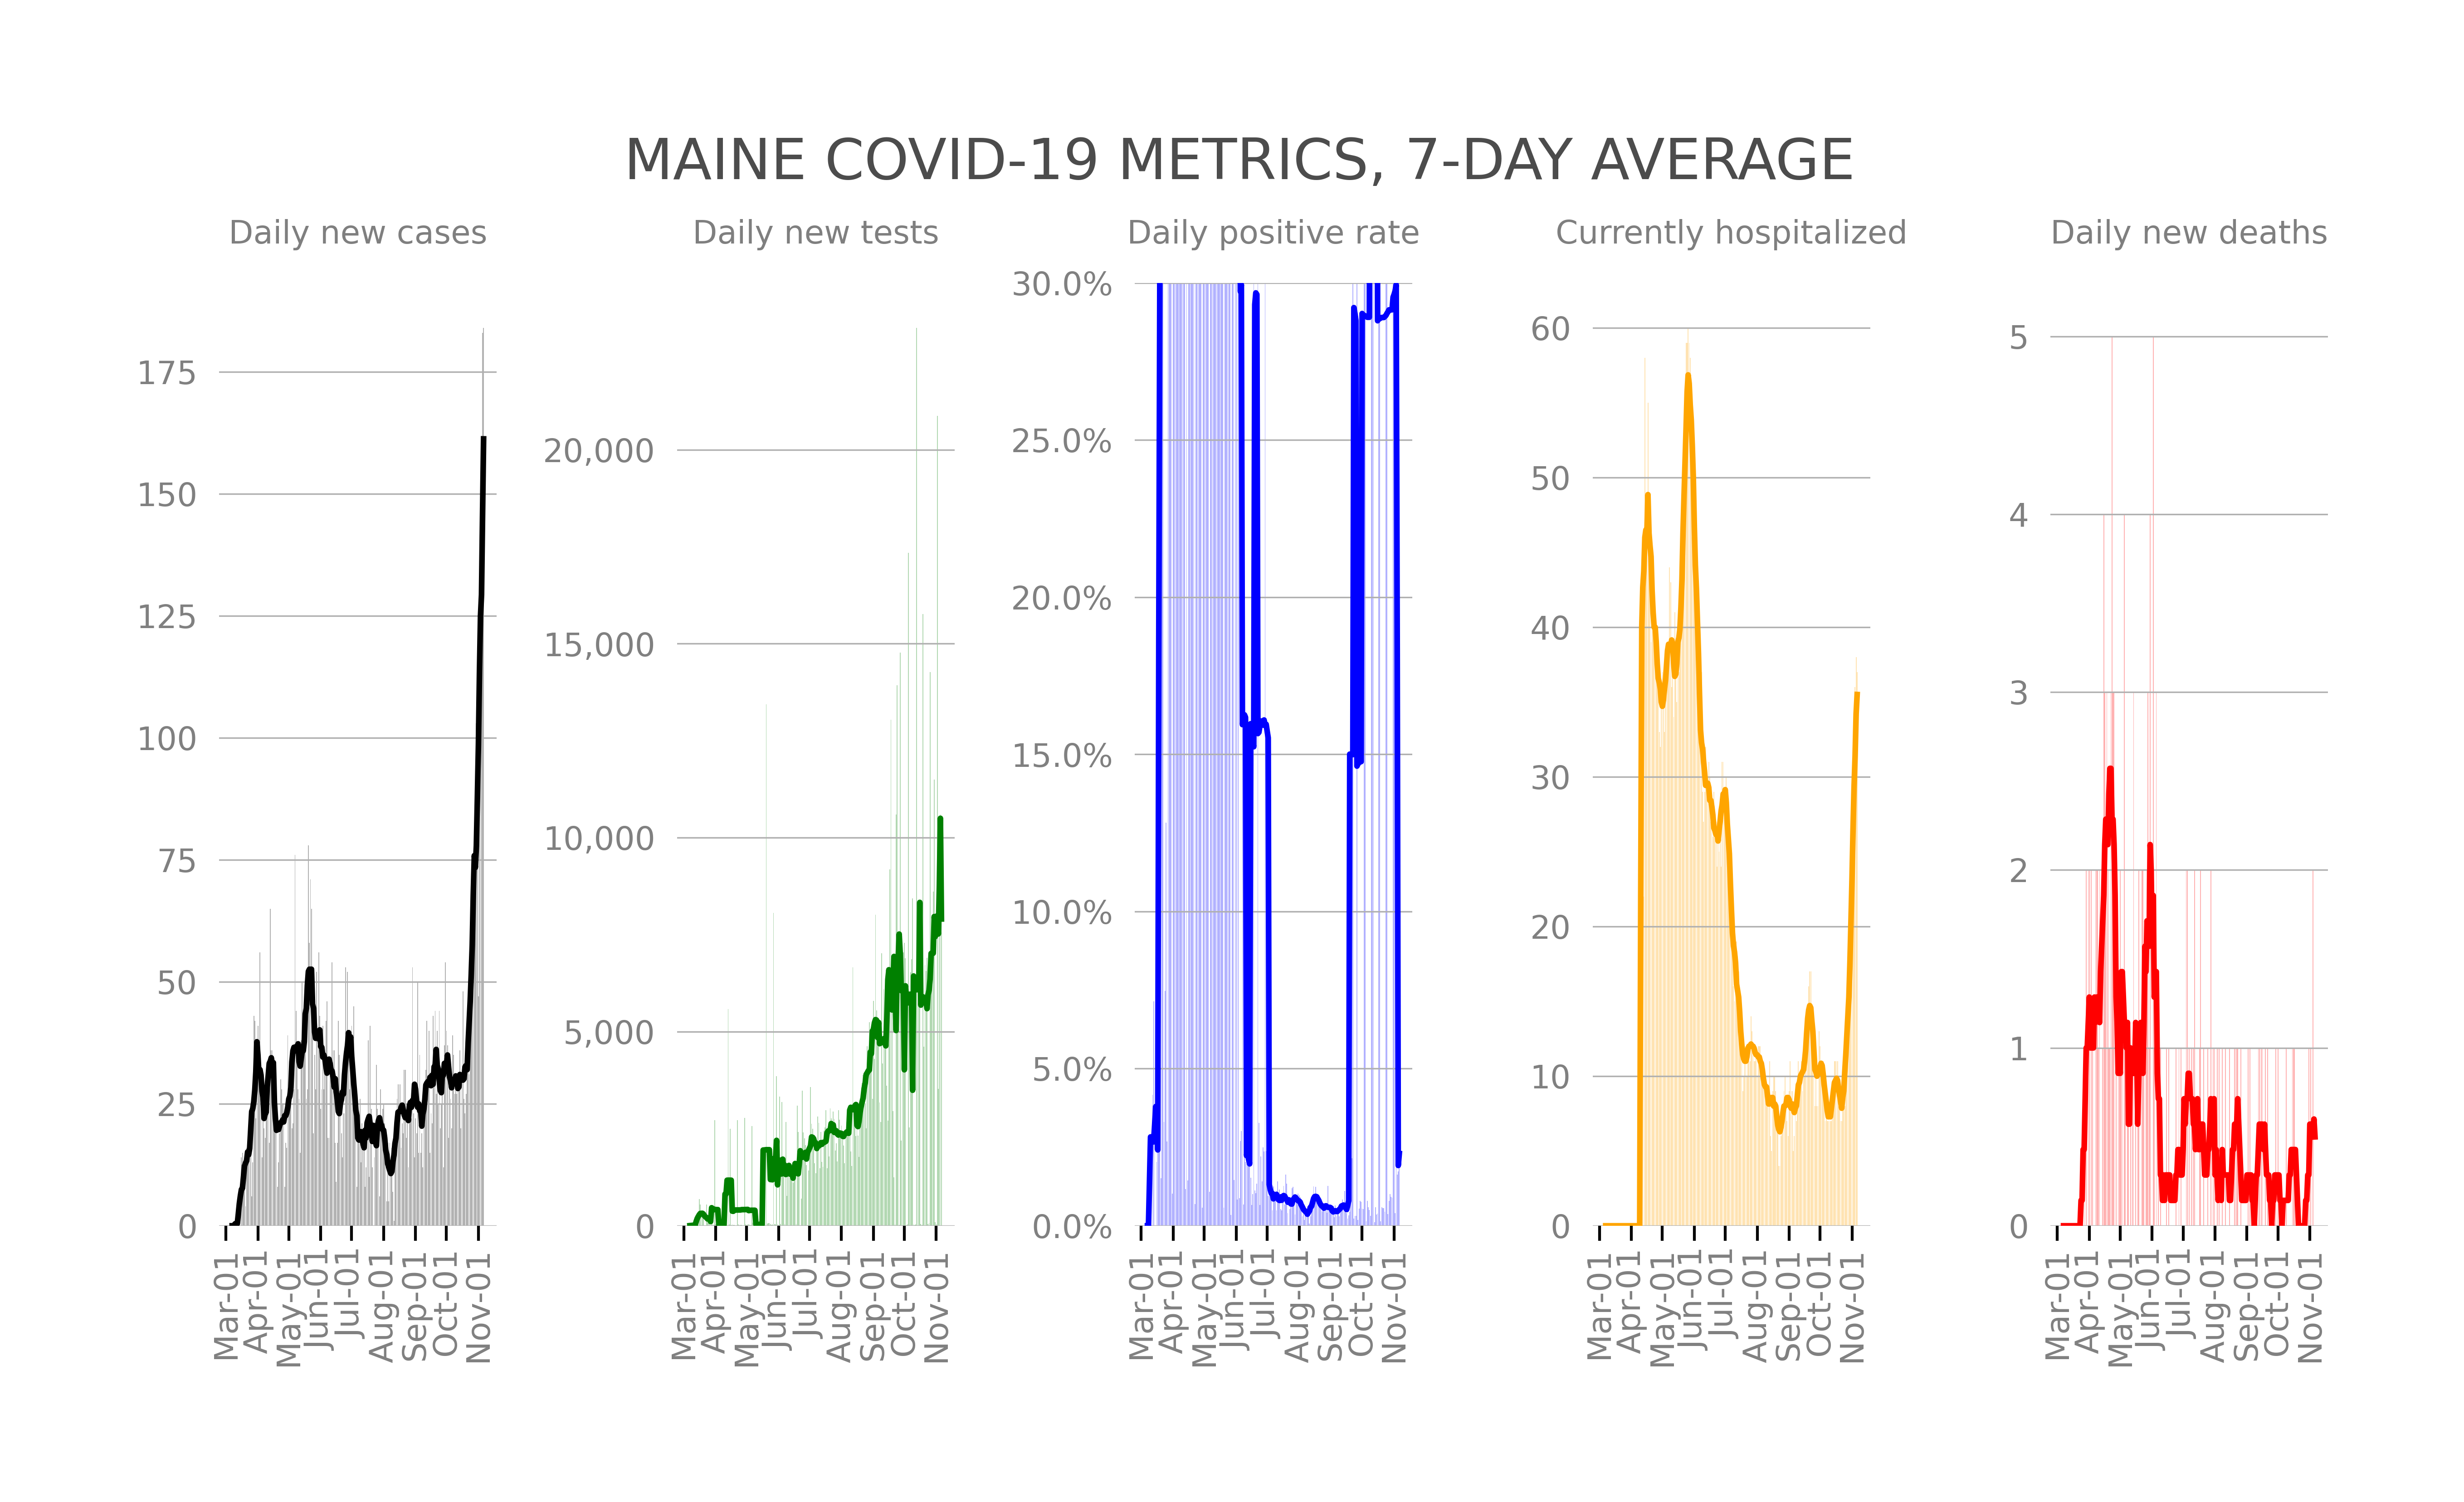 MAINE COVID-19 METRICS, 7-DAY AVERAGE
Daily new cases
175
150
125
100
75
50
25
0
Mar-01
Apr-01
May-01
Jun-01
Jul-01
Aug-01
Sep-01
Oct-01
Nov-01
Daily new tests
20,000
15,000
10,000
5,000
0
Mar-01
Apr-01
May-01
Jun-01
Jul-01
Aug-01
Sep-01
Oct-01
Nov-01
Daily positive rate
30.0%
25.0%
20.0%
15.0%
10.0%
5.0%
0.0%
Mar-01
Apr-01
May-01
Jun-01
Jul-01
Aug-01
Sep-01
Oct-01
Nov-01
Currently hospitalized
60
50
40
30
20
10
0
Mar-01
Apr-01
May-01
Jun-01
Jul-01
Aug-01
Sep-01
Oct-01
Nov-01
Daily new deaths
5
4
3
2
1
0
Mar-01
Apr-01
May-01
Jun-01
Jul-01
Aug-01
Sep-01
Oct-01
Nov-01